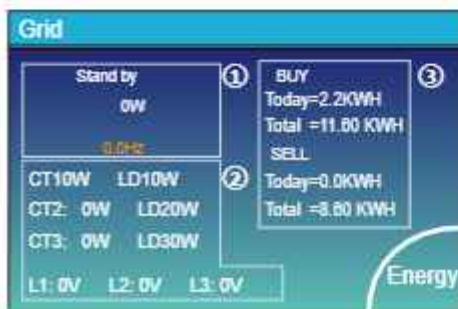 Grid
Stand by
0W
0.0Hz
①
CT10W LD10W
CT2: 0W LD20W
CT3: 0W LD30W
L1: 0V L2: 0V L3: 0V
②
BUY
Today=2.2KWH
Total =11.60 KWH
SELL
Today=0.0KWH
Total =8.60 KWH
③
Energy